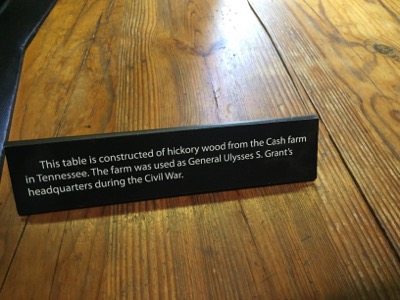 This table is constructed of hickory wood from the Cash farm
in Tennessee. The farm was used as General Ulysses S. Grant's
headquarters during the Civil War.